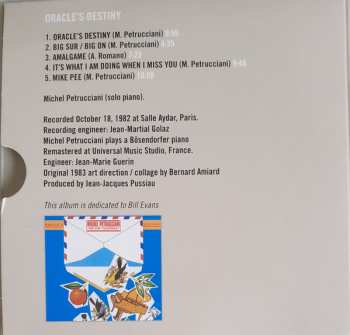 ORACLE'S DESTINY
1. ORACLE'S DESTINY (M. Petrucciani)
2. BIG SUR / BIG ON (M. Petrucciani)
3. AMALGAME (A. Romano)
4. IT'S WHAT I AM DOING WHEN I MISS YOU (M. Petrucciani)
5. MIKE PEE (M. Petrucciani)
Michel Petrucciani (solo piano).
Recorded October 18, 1982 at Salle Aydar, Paris.
Recording engineer: Jean-Martial Golaz
Michel Petrucciani plays a Bösendorfer piano
Remastered at Universal Music Studio, France.
Engineer: Jean-Marie Guerin
Original 1983 art direction / collage by Bernard Amiard
Produced by Jean-Jacques Pussiau
This album is dedicated to Bill Evans
MICHEL PETRUCCIANI